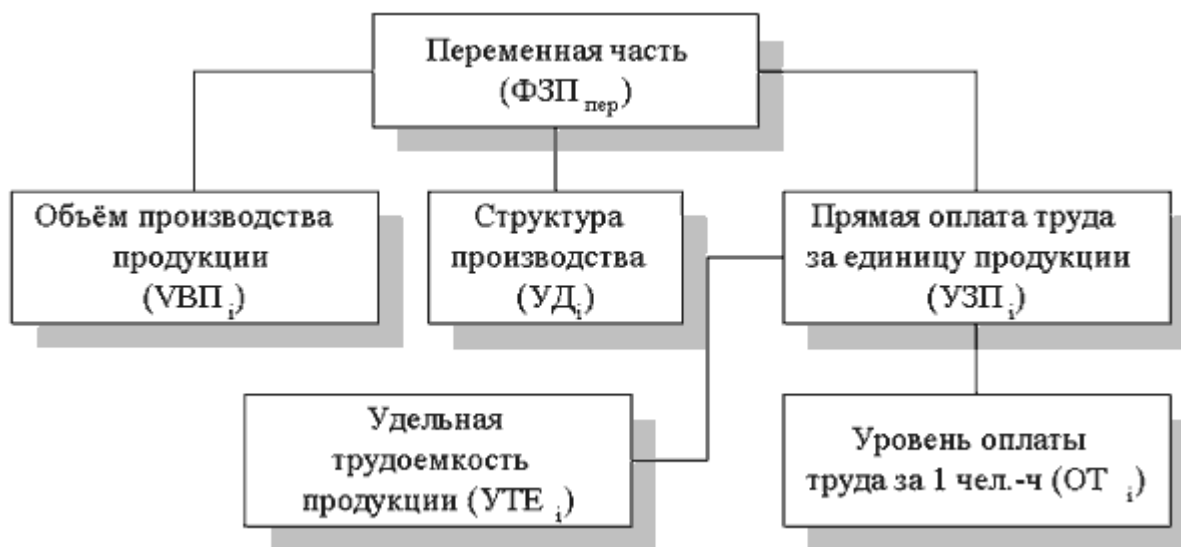 Переменная часть
(ФЗП пер)
Объём производства
продукции
(VВП i)
Структура
производства
(УД i)
Прямая оплата труда
за единицу продукции
(УЗП i)
Удельная
трудоемкость
продукции (УТЕ i)
Уровень оплаты
труда за 1 чел.-ч (ОТ i)